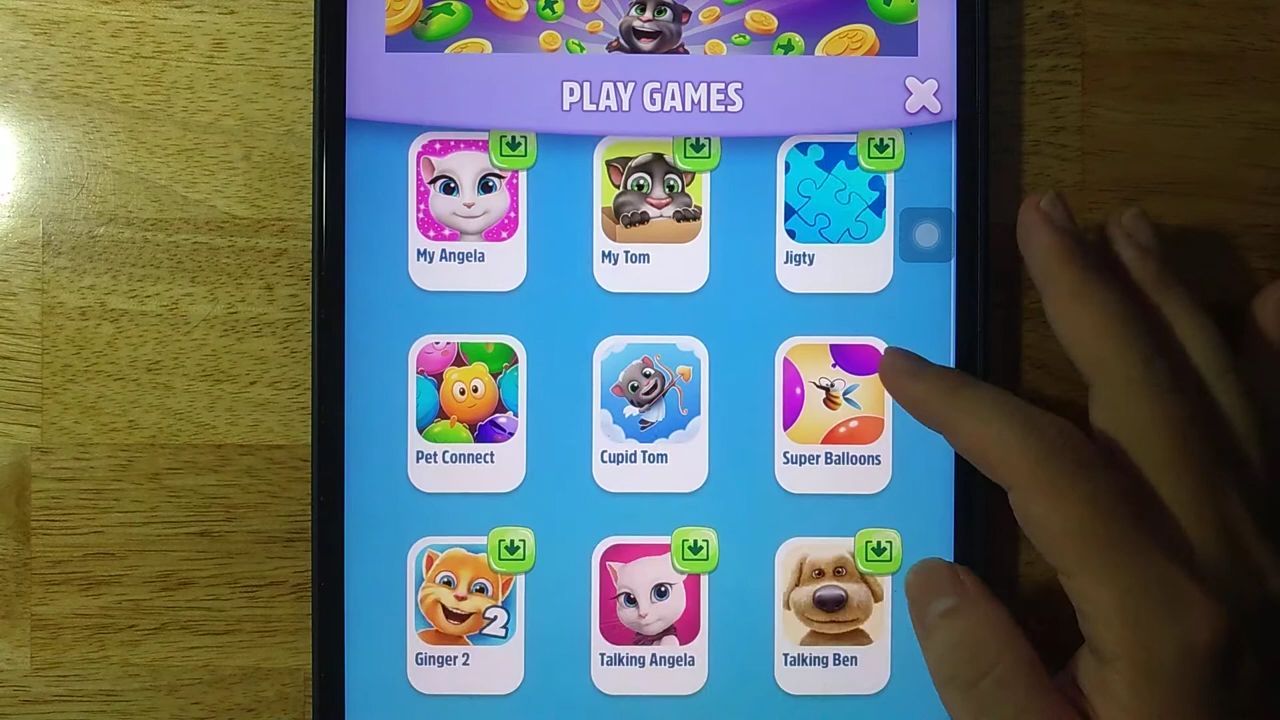 PLAY GAMES
My Angela
My Tom
Jigty
Pet Connect
Cupid Tom
Super Balloons
2
Ginger 2
Talking Angela
Talking Ben